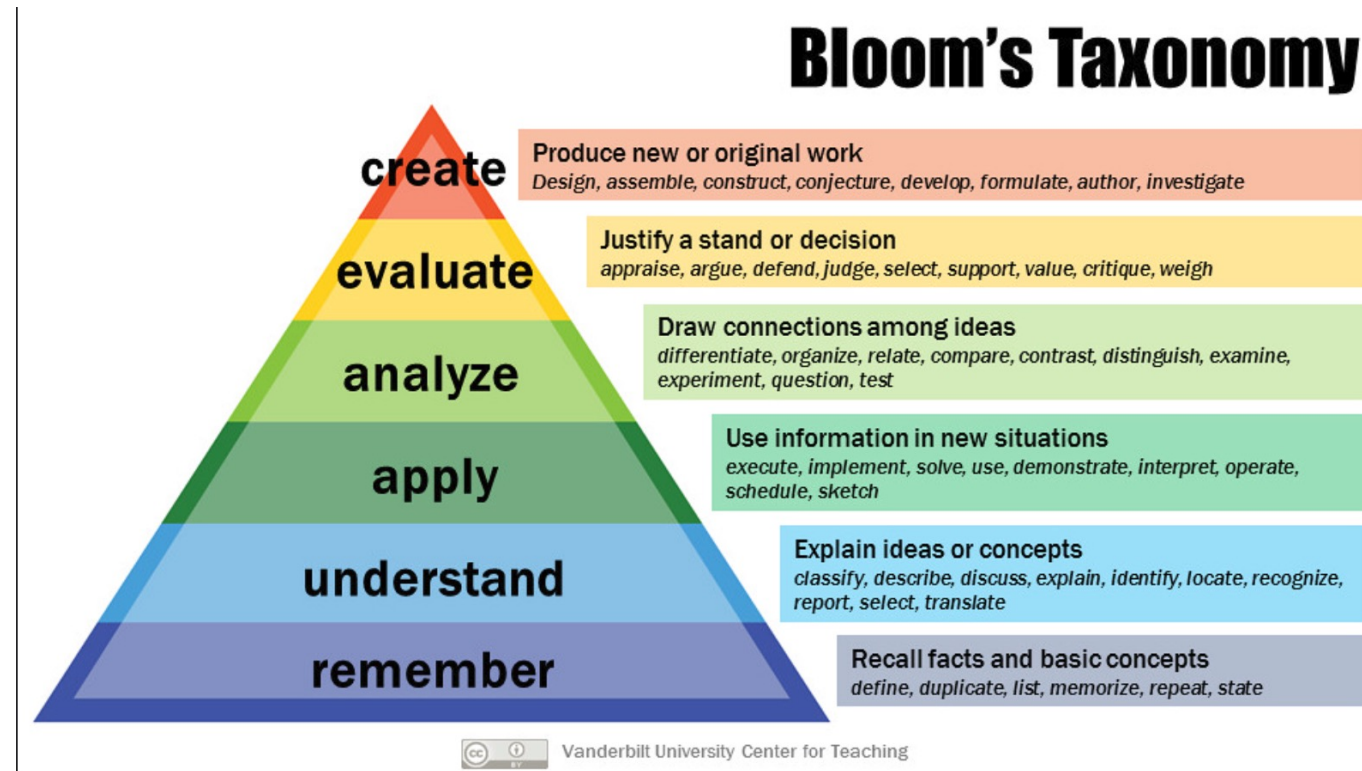 Bloom's Taxonomy
create
Produce new or original work
Design, assemble, construct, conjecture, develop, formulate, author, investigate
evaluate
Justify a stand or decision
appraise, argue, defend, judge, select, support, value, critique, weigh
analyze
Draw connections among ideas
differentiate, organize, relate, compare, contrast, distinguish, examine,
experiment, question, test
apply
Use information in new situations
execute, implement, solve, use, demonstrate, interpret, operate,
schedule, sketch
understand
Explain ideas or concepts
classify, describe, discuss, explain, identify, locate, recognize,
report, select, translate
remember
Recall facts and basic concepts
define, duplicate, list, memorize, repeat, state
cc BY Vanderbilt University Center for Teaching